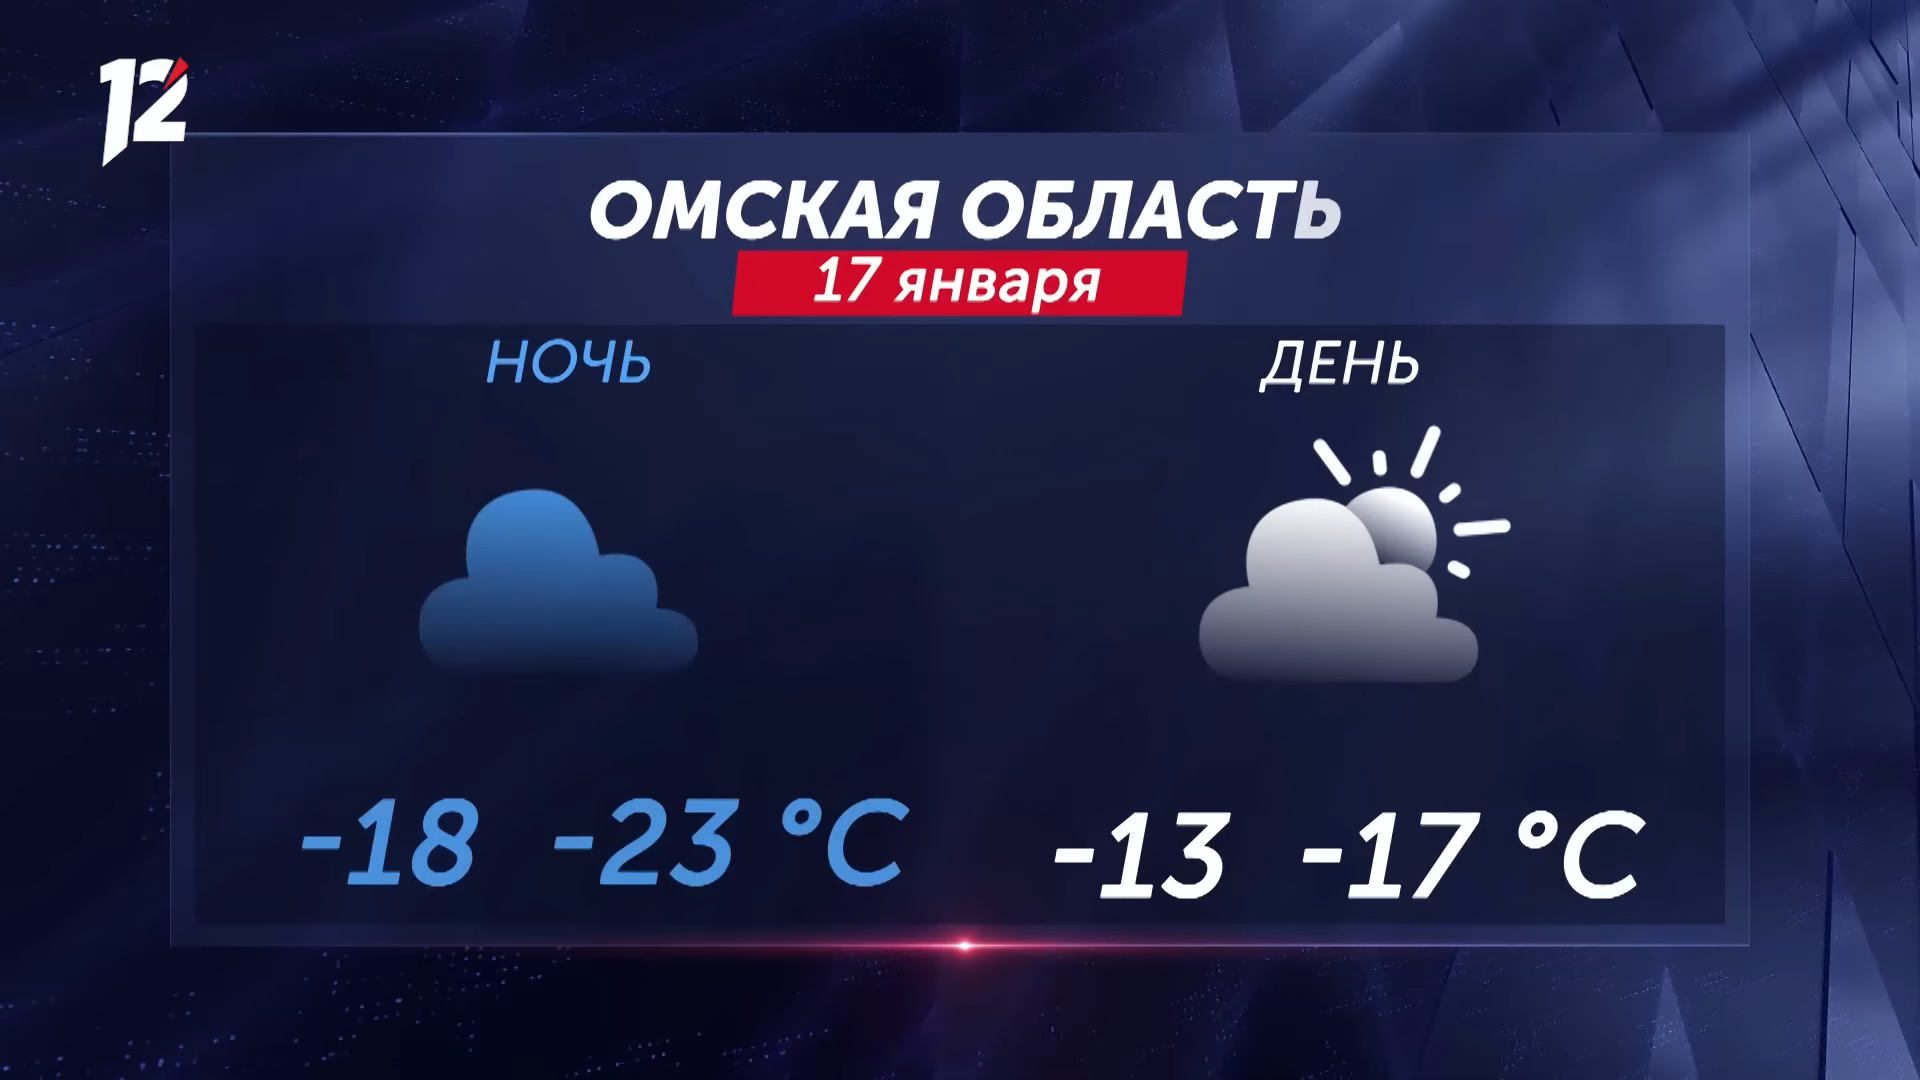 12
ОМСКАЯ ОБЛАСТЬ
17 января
НОЧЬ
ДЕНЬ
-18 -23 °C
-13 -17 °C